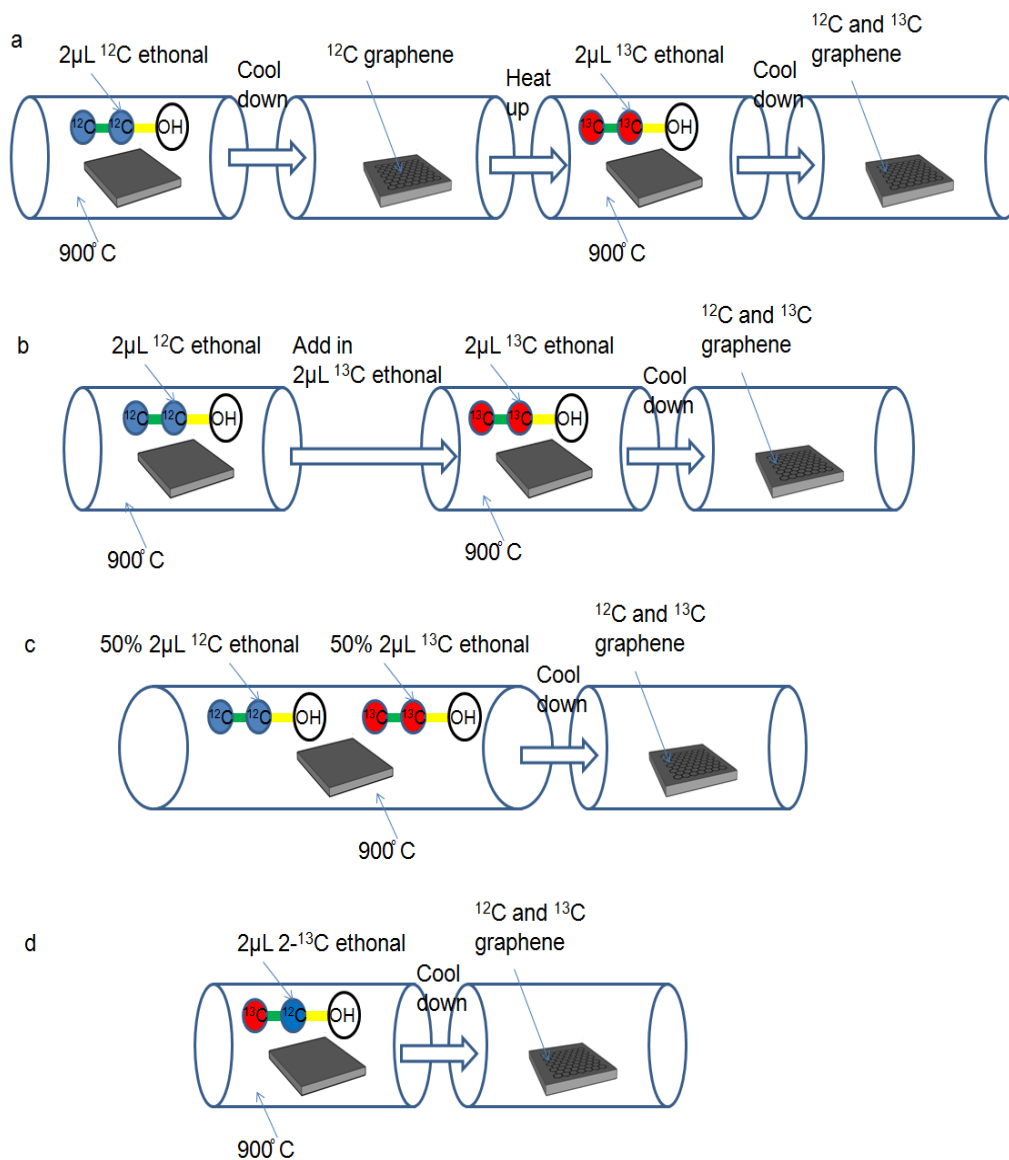 a
2µL ¹²C ethonal
Cool down
¹²C graphene
Heat up
2µL ¹³C ethonal
Cool down
¹²C and ¹³C
graphene
¹²C ¹²C OH
¹³C ¹³C OH
900°C
900°C
b
2µL ¹²C ethonal
Add in
2µL ¹³C ethonal
2µL ¹³C ethonal
Cool
down
¹²C and ¹³C
graphene
¹²C ¹²C OH
¹³C ¹³C OH
900°C
900°C
c
50% 2µL ¹²C ethonal
50% 2µL ¹³C ethonal
Cool
down
¹²C and ¹³C
graphene
¹²C ¹²C OH
¹³C ¹³C OH
900°C
d
2µL 2-¹³C ethonal
Cool
down
¹²C and ¹³C
graphene
¹³C ¹²C OH
900°C